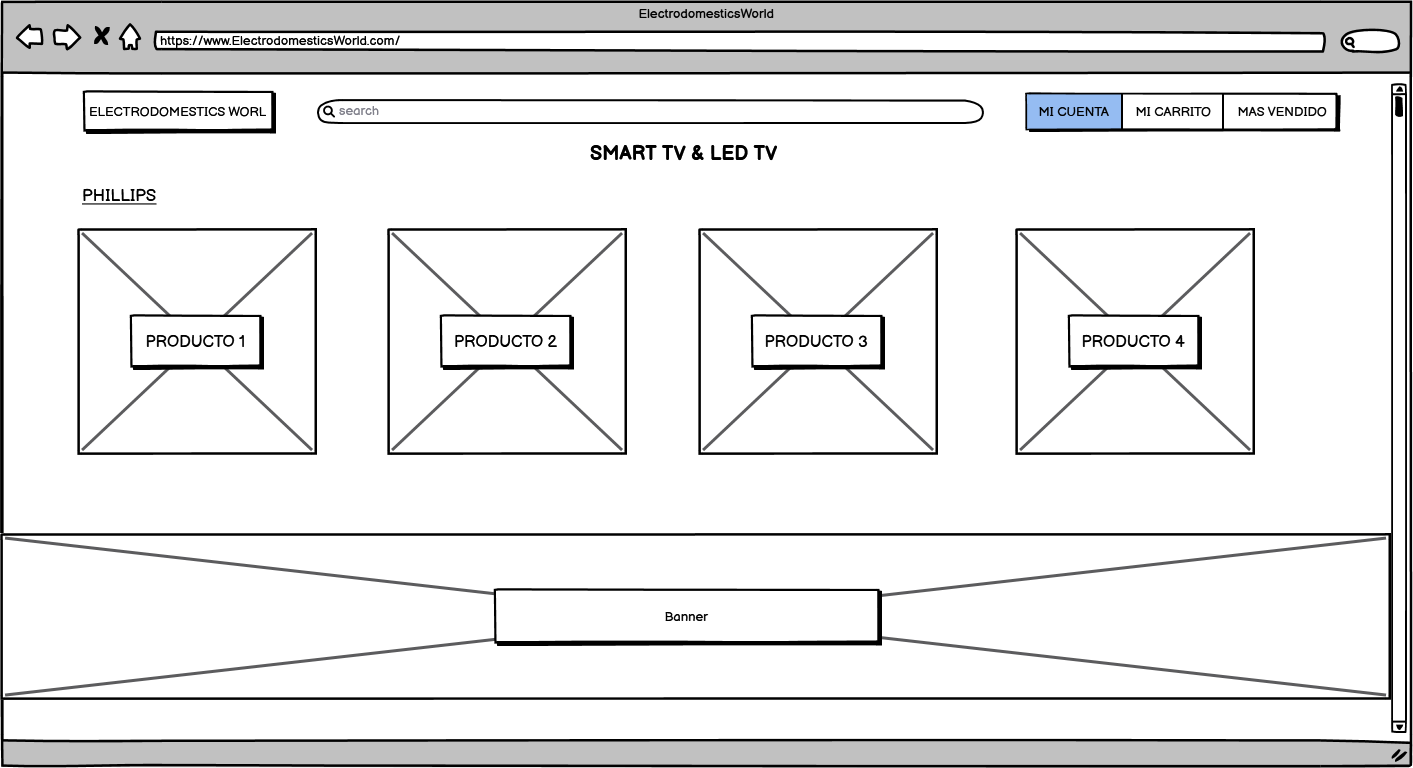 ElectrodomesticsWorld
https://www.ElectrodomesticsWorld.com/
ELECTRODOMESTICS WORL
search
MI CUENTA
MI CARRITO
MAS VENDIDO
SMART TV & LED TV
PHILLIPS
PRODUCTO 1
PRODUCTO 2
PRODUCTO 3
PRODUCTO 4
Banner